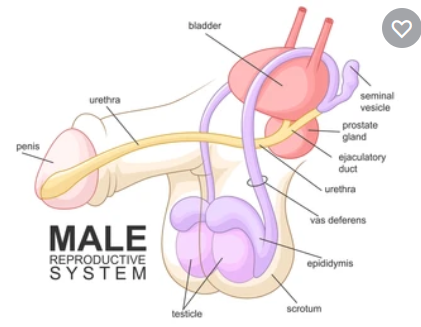 bladder
urethra
seminal
vesicle
prostate
gland
penis
ejaculatory
duct
urethra
vas deferens
MALE
REPRODUCTIVE
SYSTEM
epididymis
scrotum
testicle